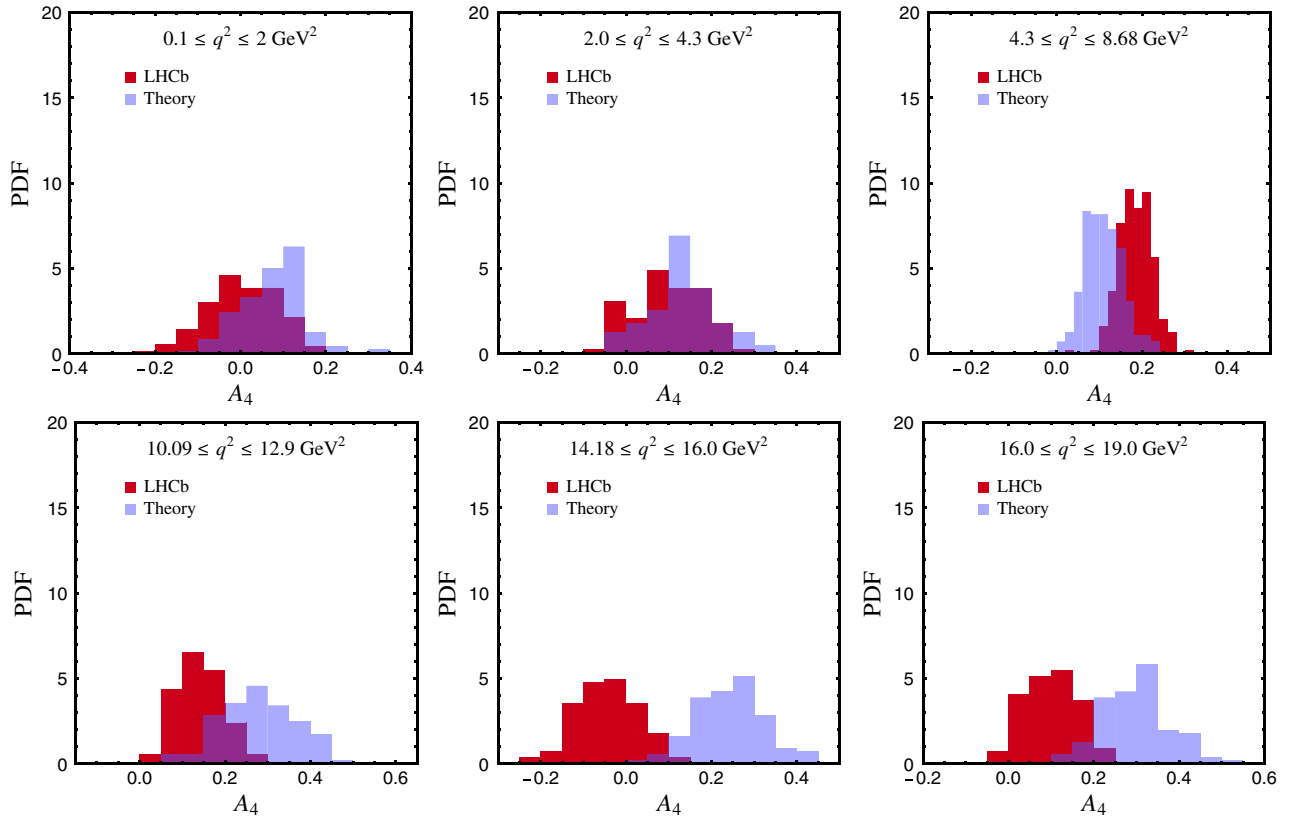 0.1 ≤ q² ≤ 2 GeV²
LHCb
Theory
PDF
0
5
10
15
20
−0.4
−0.2
0.0
0.2
0.4
A₄
2.0 ≤ q² ≤ 4.3 GeV²
LHCb
Theory
PDF
0
5
10
15
20
−0.2
0.0
0.2
0.4
A₄
4.3 ≤ q² ≤ 8.68 GeV²
LHCb
Theory
PDF
0
5
10
15
20
−0.2
0.0
0.2
0.4
A₄
10.09 ≤ q² ≤ 12.9 GeV²
LHCb
Theory
PDF
0
5
10
15
20
0.0
0.2
0.4
0.6
A₄
14.18 ≤ q² ≤ 16.0 GeV²
LHCb
Theory
PDF
0
5
10
15
20
−0.2
0.0
0.2
0.4
A₄
16.0 ≤ q² ≤ 19.0 GeV²
LHCb
Theory
PDF
0
5
10
15
20
−0.2
0.0
0.2
0.4
0.6
A₄